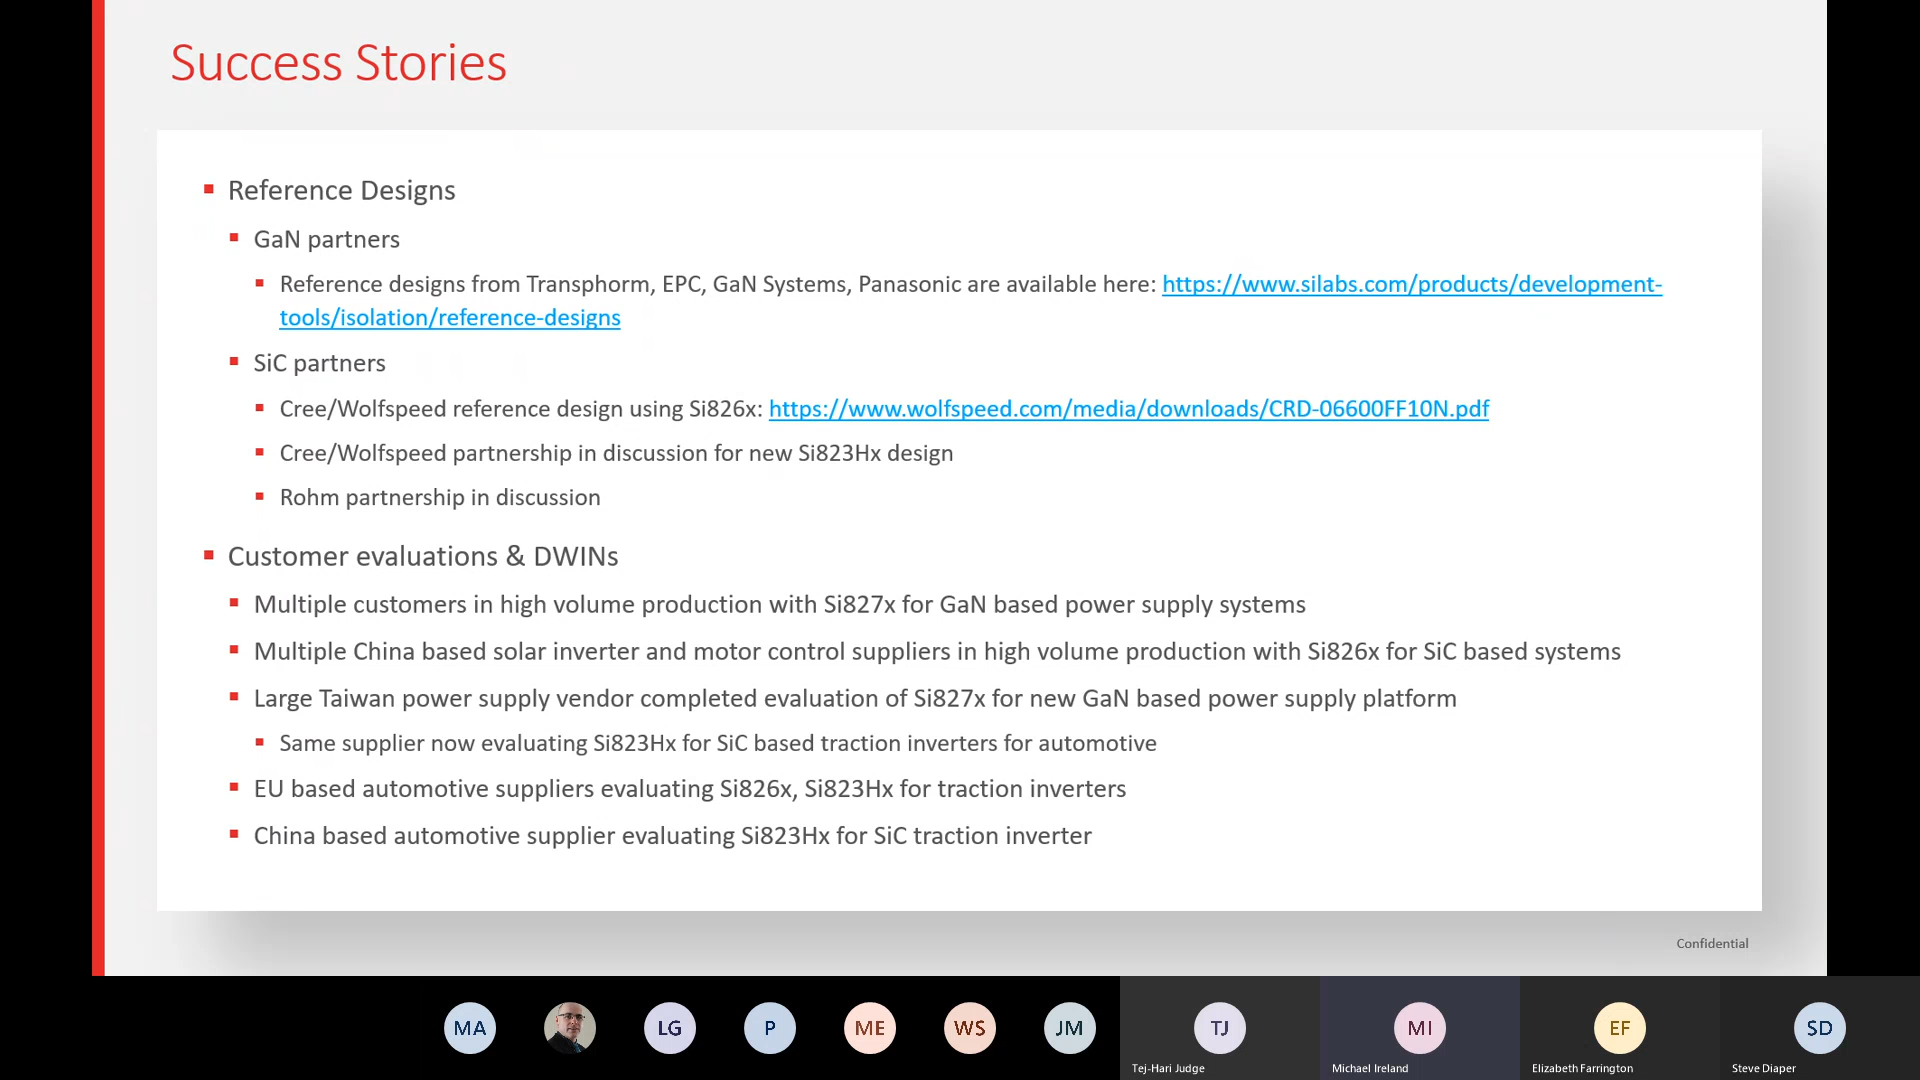 Success Stories
Reference Designs
GaN partners
Reference designs from Transphorm, EPC, GaN Systems, Panasonic are available here: https://www.silabs.com/products/development-
tools/isolation/reference-designs
SiC partners
Cree/Wolfspeed reference design using Si826x: https://www.wolfspeed.com/media/downloads/CRD-06600FF10N.pdf
Cree/Wolfspeed partnership in discussion for new Si823Hx design
Rohm partnership in discussion
Customer evaluations & DWINs
Multiple customers in high volume production with Si827x for GaN based power supply systems
Multiple China based solar inverter and motor control suppliers in high volume production with Si826x for SiC based systems
Large Taiwan power supply vendor completed evaluation of Si827x for new GaN based power supply platform
Same supplier now evaluating Si823Hx for SiC based traction inverters for automotive
EU based automotive suppliers evaluating Si826x, Si823Hx for traction inverters
China based automotive supplier evaluating Si823Hx for SiC traction inverter
Confidential
MA LG P ME WS JM TJ MI EF SD
Tej-Hari Judge Michael Ireland Elizabeth Farrington Steve Diaper